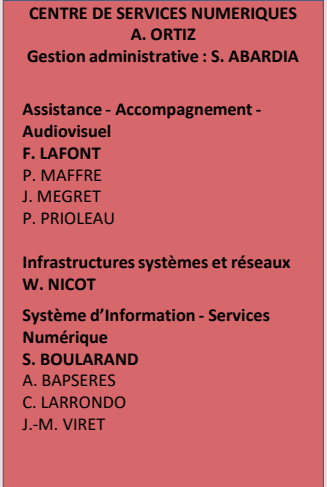 CENTRE DE SERVICES NUMERIQUES
A. ORTIZ
Gestion administrative : S. ABARDIA
Assistance - Accompagnement -
Audiovisuel
F. LAFONT
P. MAFFRE
J. MEGRET
P. PRIOLEAU
Infrastructures systèmes et réseaux
W. NICOT
Système d’Information - Services
Numérique
S. BOULARAND
A. BAPSERES
C. LARRONDO
J.-M. VIRET